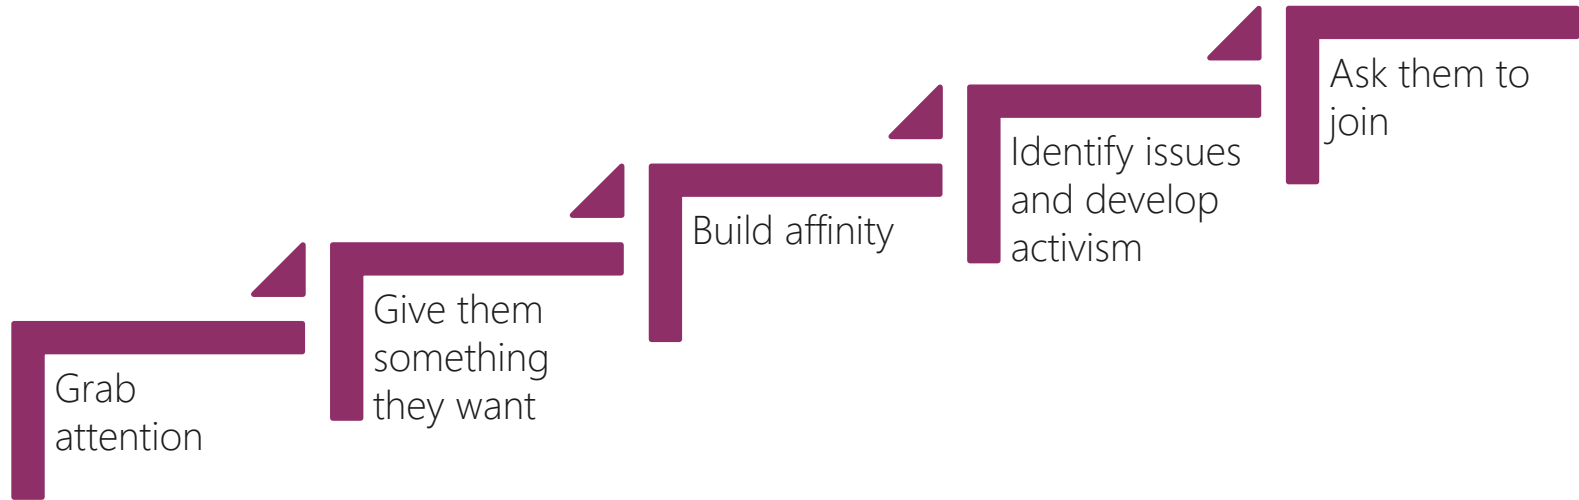 Grab
attention
Give them
something
they want
Build affinity
Identify issues
and develop
activism
Ask them to
join